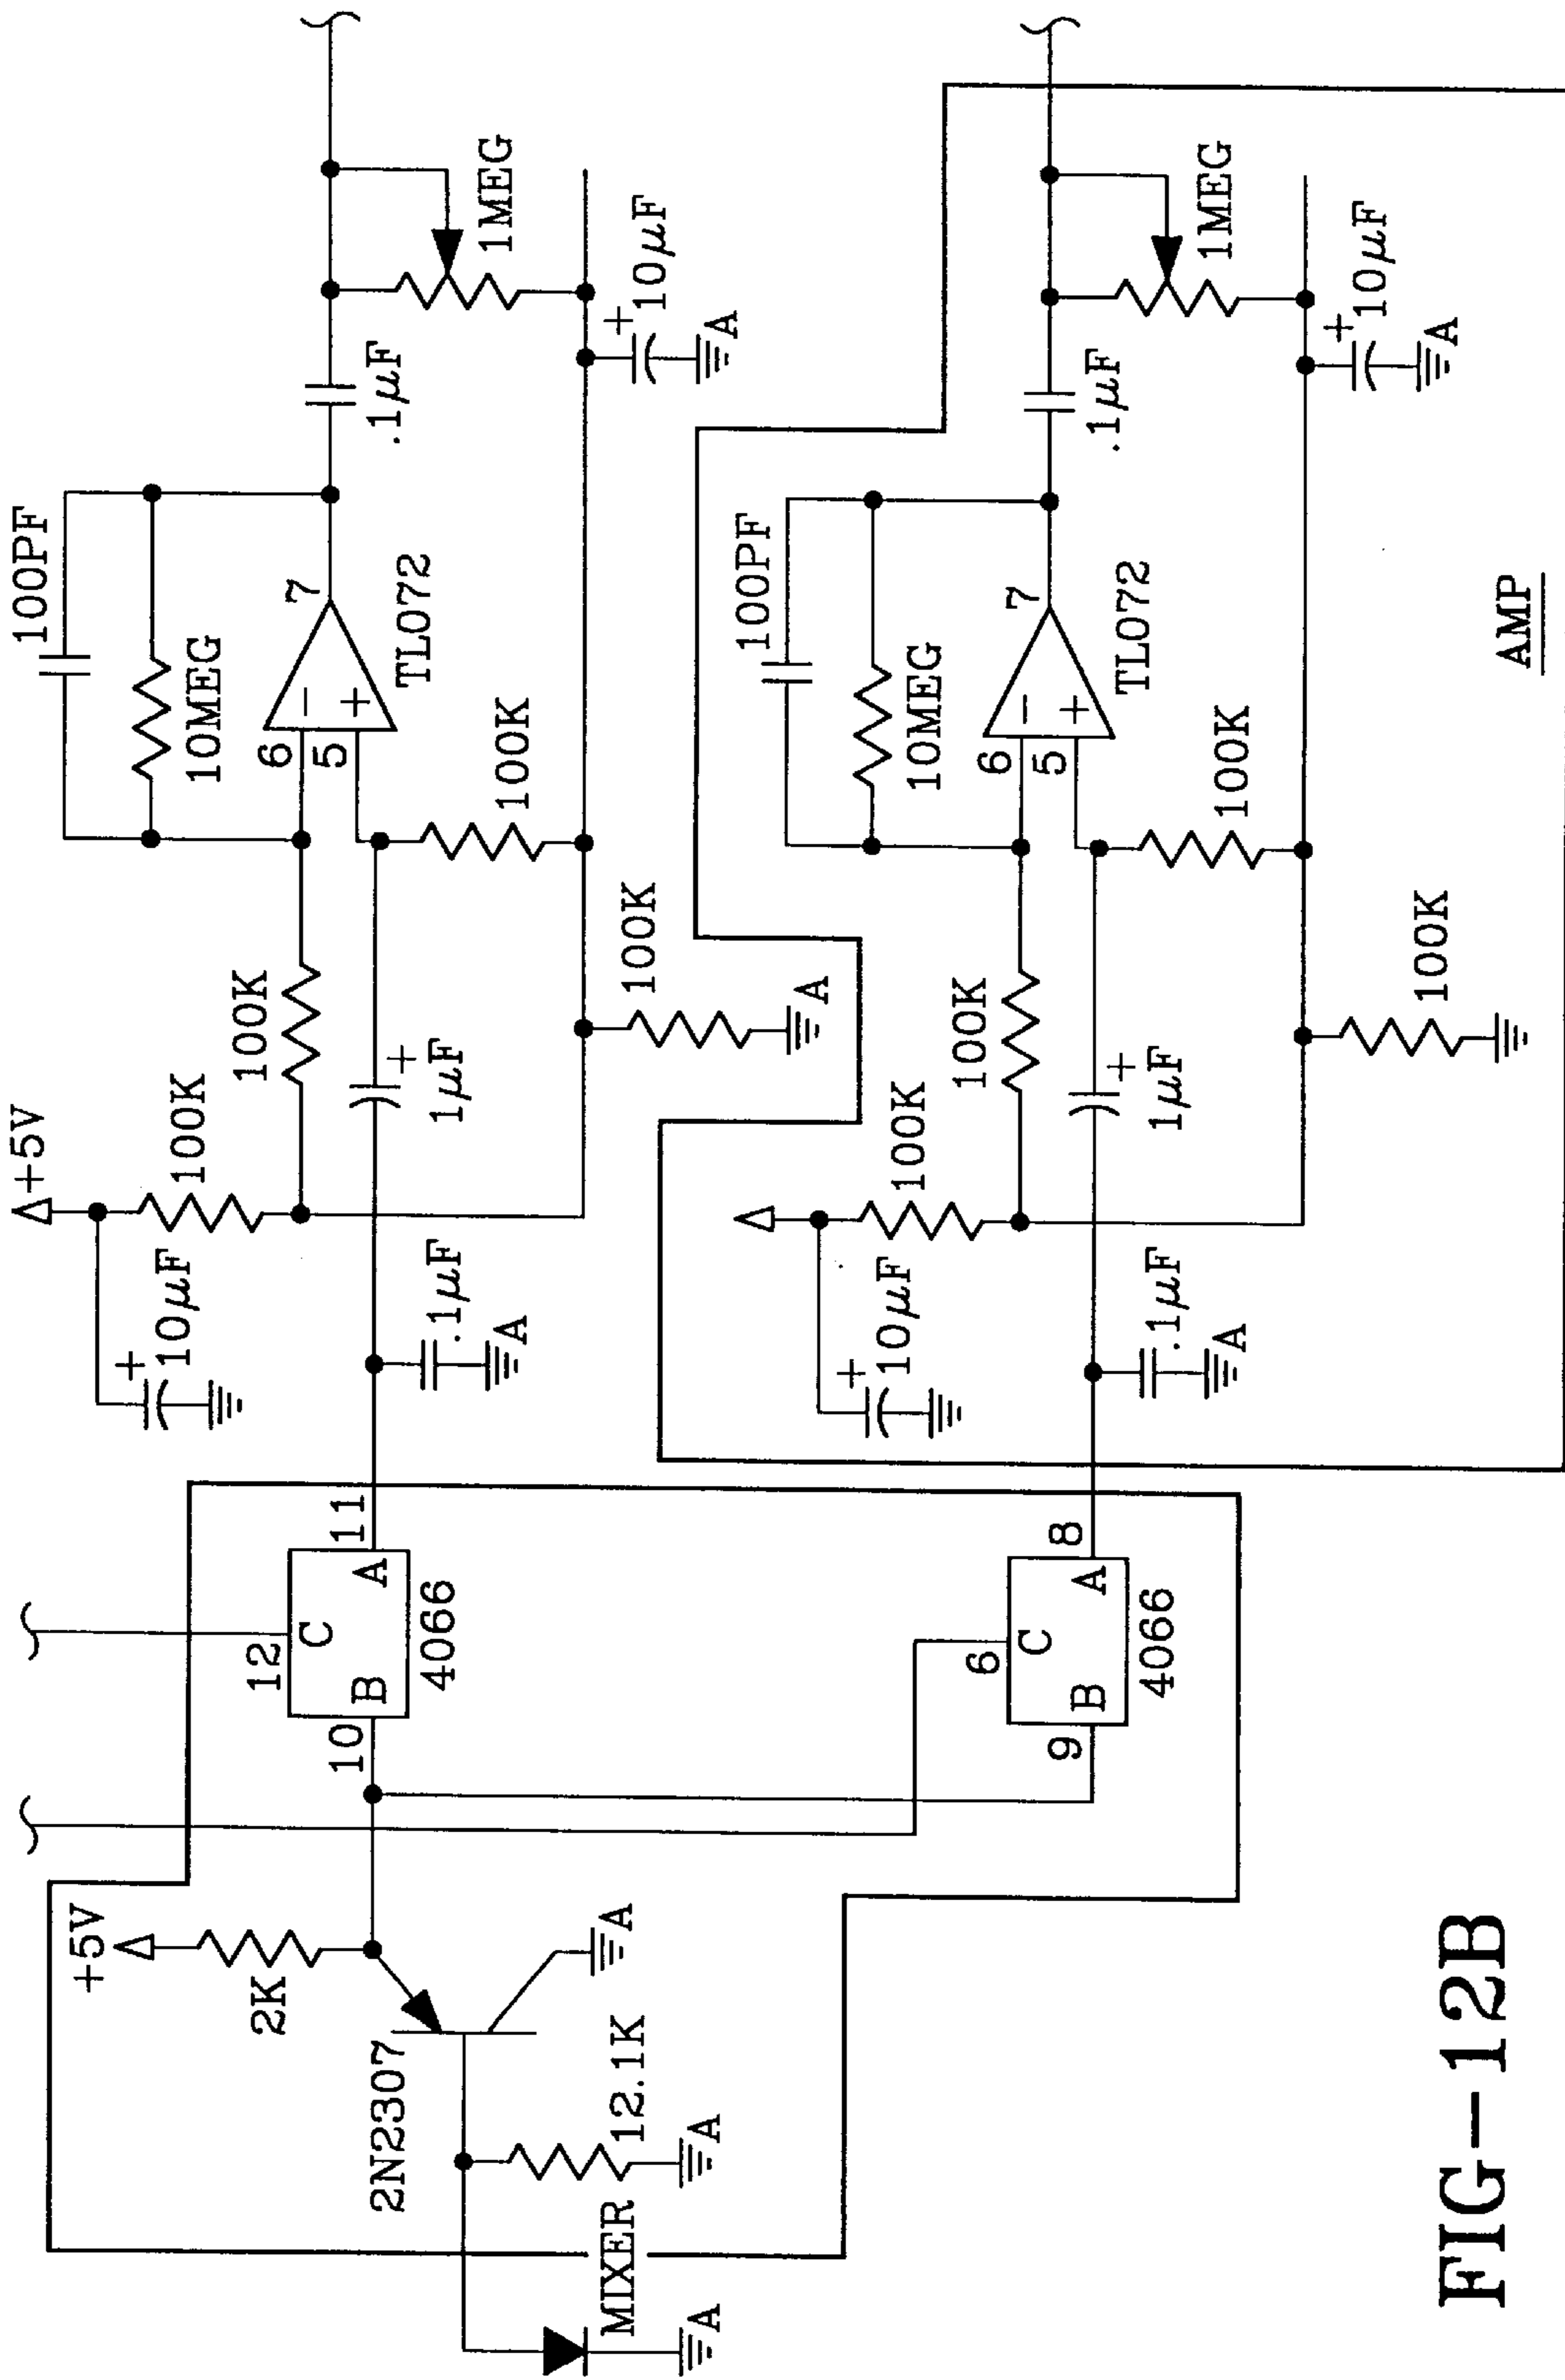 +5V
100PF
10MEG
100K
10µF
+
6
5
−
+
7
TL072
.1µF
1MEG
100K
1µF
+
100K
100K
A
+
10µF
A
.1µF
A
12
C
B
A
10
11
4066
+5V
2K
2N2307
A
12.1K
A
MIXER
A
100PF
10MEG
100K
10µF
+
100K
6
5
−
+
7
TL072
.1µF
1MEG
1µF
+
100K
100K
+
10µF
A
.1µF
A
6
C
B
A
9
8
4066
AMP
FIG-12B